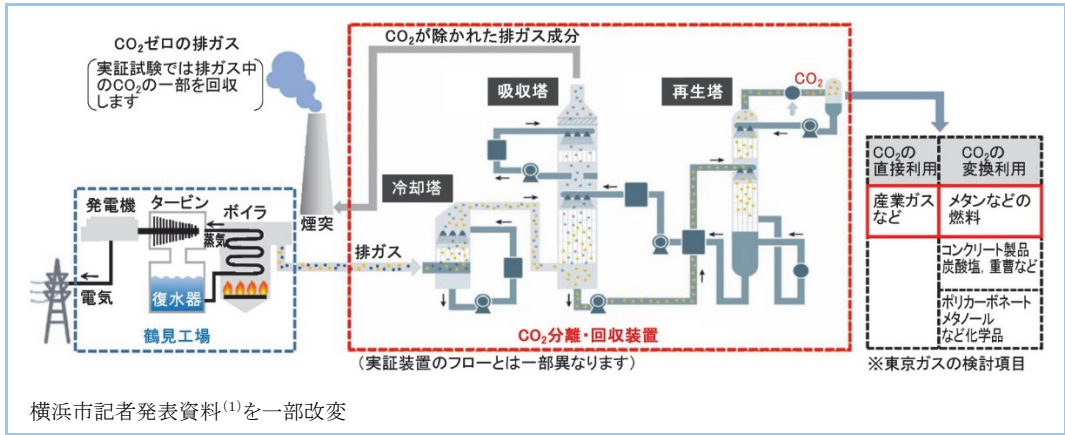 CO₂ゼロの排ガス
実証試験では排ガス中
のCO₂の一部を回収
します
CO₂が除かれた排ガス成分
吸収塔
再生塔
CO₂
冷却塔
煙突
発電機
タービン
ボイラ
蒸気
排ガス
電気
復水器
鶴見工場
CO₂分離・回収装置
(実証装置のフローとは一部異なります)
CO₂の
直接利用
CO₂の
変換利用
産業ガス
など
メタンなどの
燃料
コンクリート製品
炭酸塩, 重曹など
ポリカーボネート
メタノール
など化学品
※東京ガスの検討項目
横浜市記者発表資料⁽¹⁾を一部改変